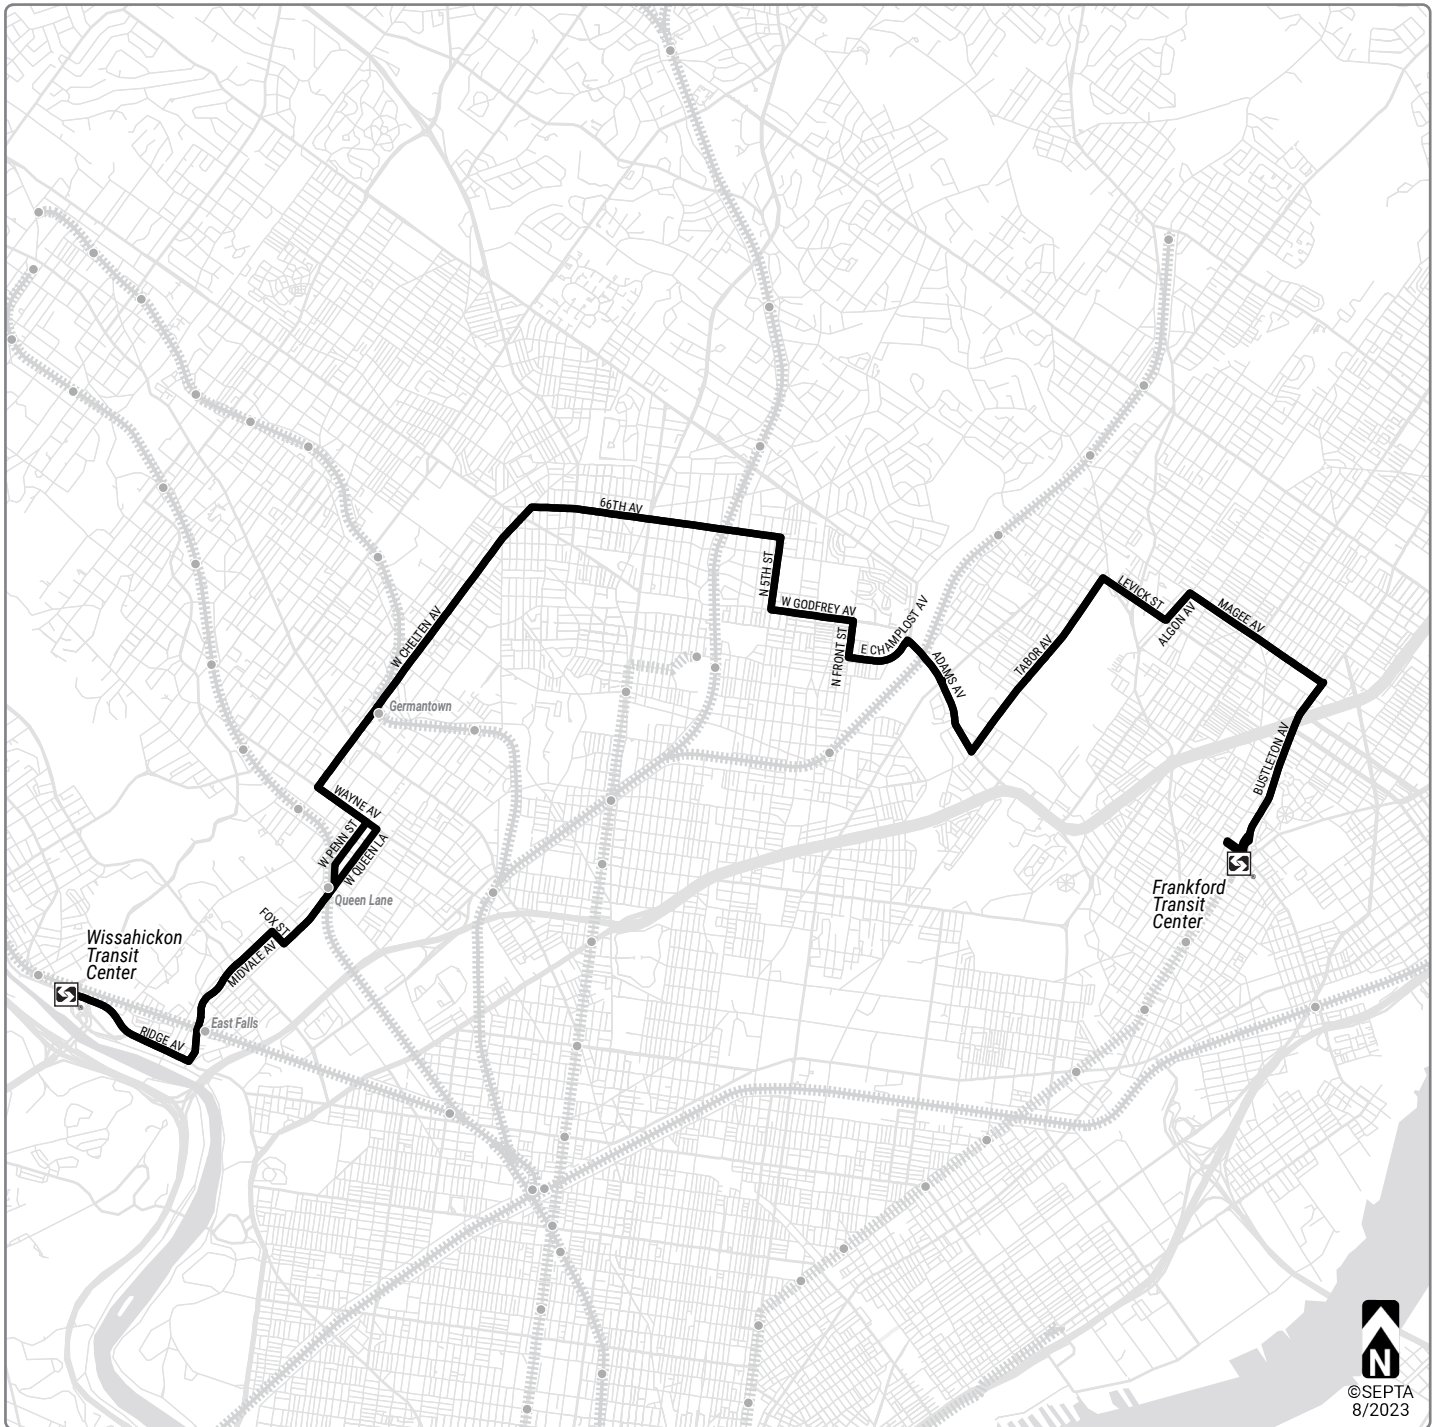 66TH AV
N 5TH ST
W GODFREY AV
N FRONT ST
E CHAMPLOST AV
ADAMS AV
TABOR AV
LEVICK ST
ALGON AV
MAGEE AV
BUSTLETON AV
W CHELTEN AV
Germantown
WAYNE AV
W PENN ST
W QUEEN LA
Queen Lane
FOX ST
MIDVALE AV
Frankford
Transit
Center
Wissahickon
Transit
Center
East Falls
RIDGE AV
N
©SEPTA
8/2023